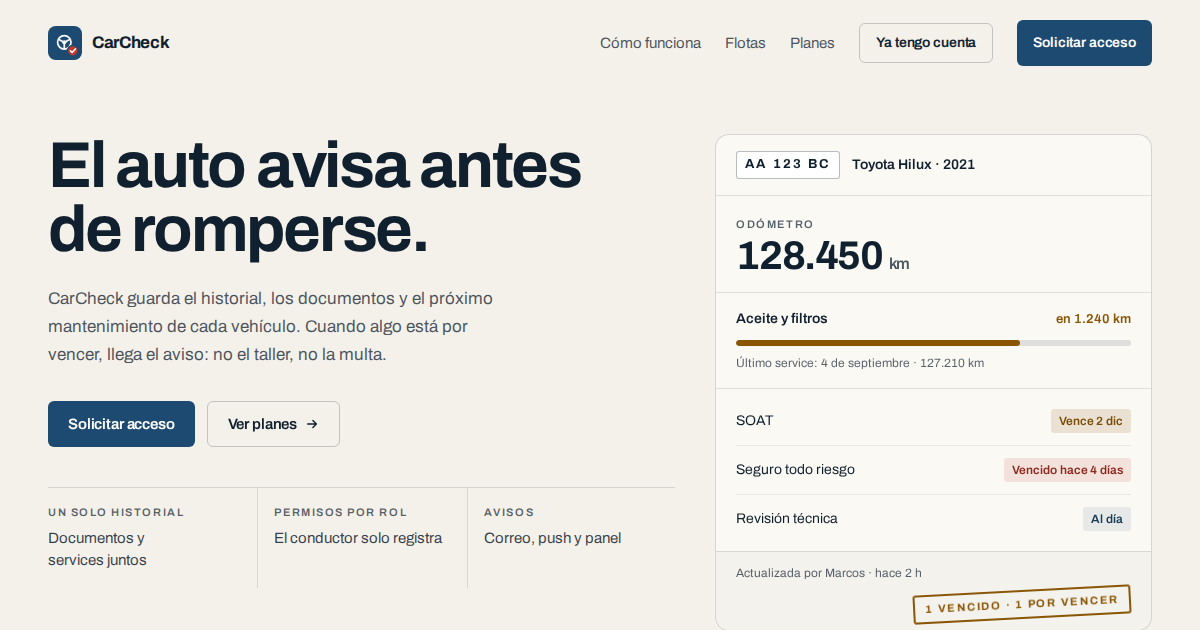 CarCheck
Cómo funciona
Flotas
Planes
Ya tengo cuenta
Solicitar acceso
El auto avisa antes
de romperse.
CarCheck guarda el historial, los documentos y el próximo
mantenimiento de cada vehículo. Cuando algo está por
vencer, llega el aviso: no el taller, no la multa.
Solicitar acceso
Ver planes →
UN SOLO HISTORIAL
Documentos y
services juntos
PERMISOS POR ROL
El conductor solo registra
AVISOS
Correo, push y panel
AA 123 BC
Toyota Hilux · 2021
ODÓMETRO
128.450 km
Aceite y filtros
en 1.240 km
Último service: 4 de septiembre · 127.210 km
SOAT
Vence 2 dic
Seguro todo riesgo
Vencido hace 4 días
Revisión técnica
Al día
Actualizada por Marcos · hace 2 h
1 VENCIDO · 1 POR VENCER